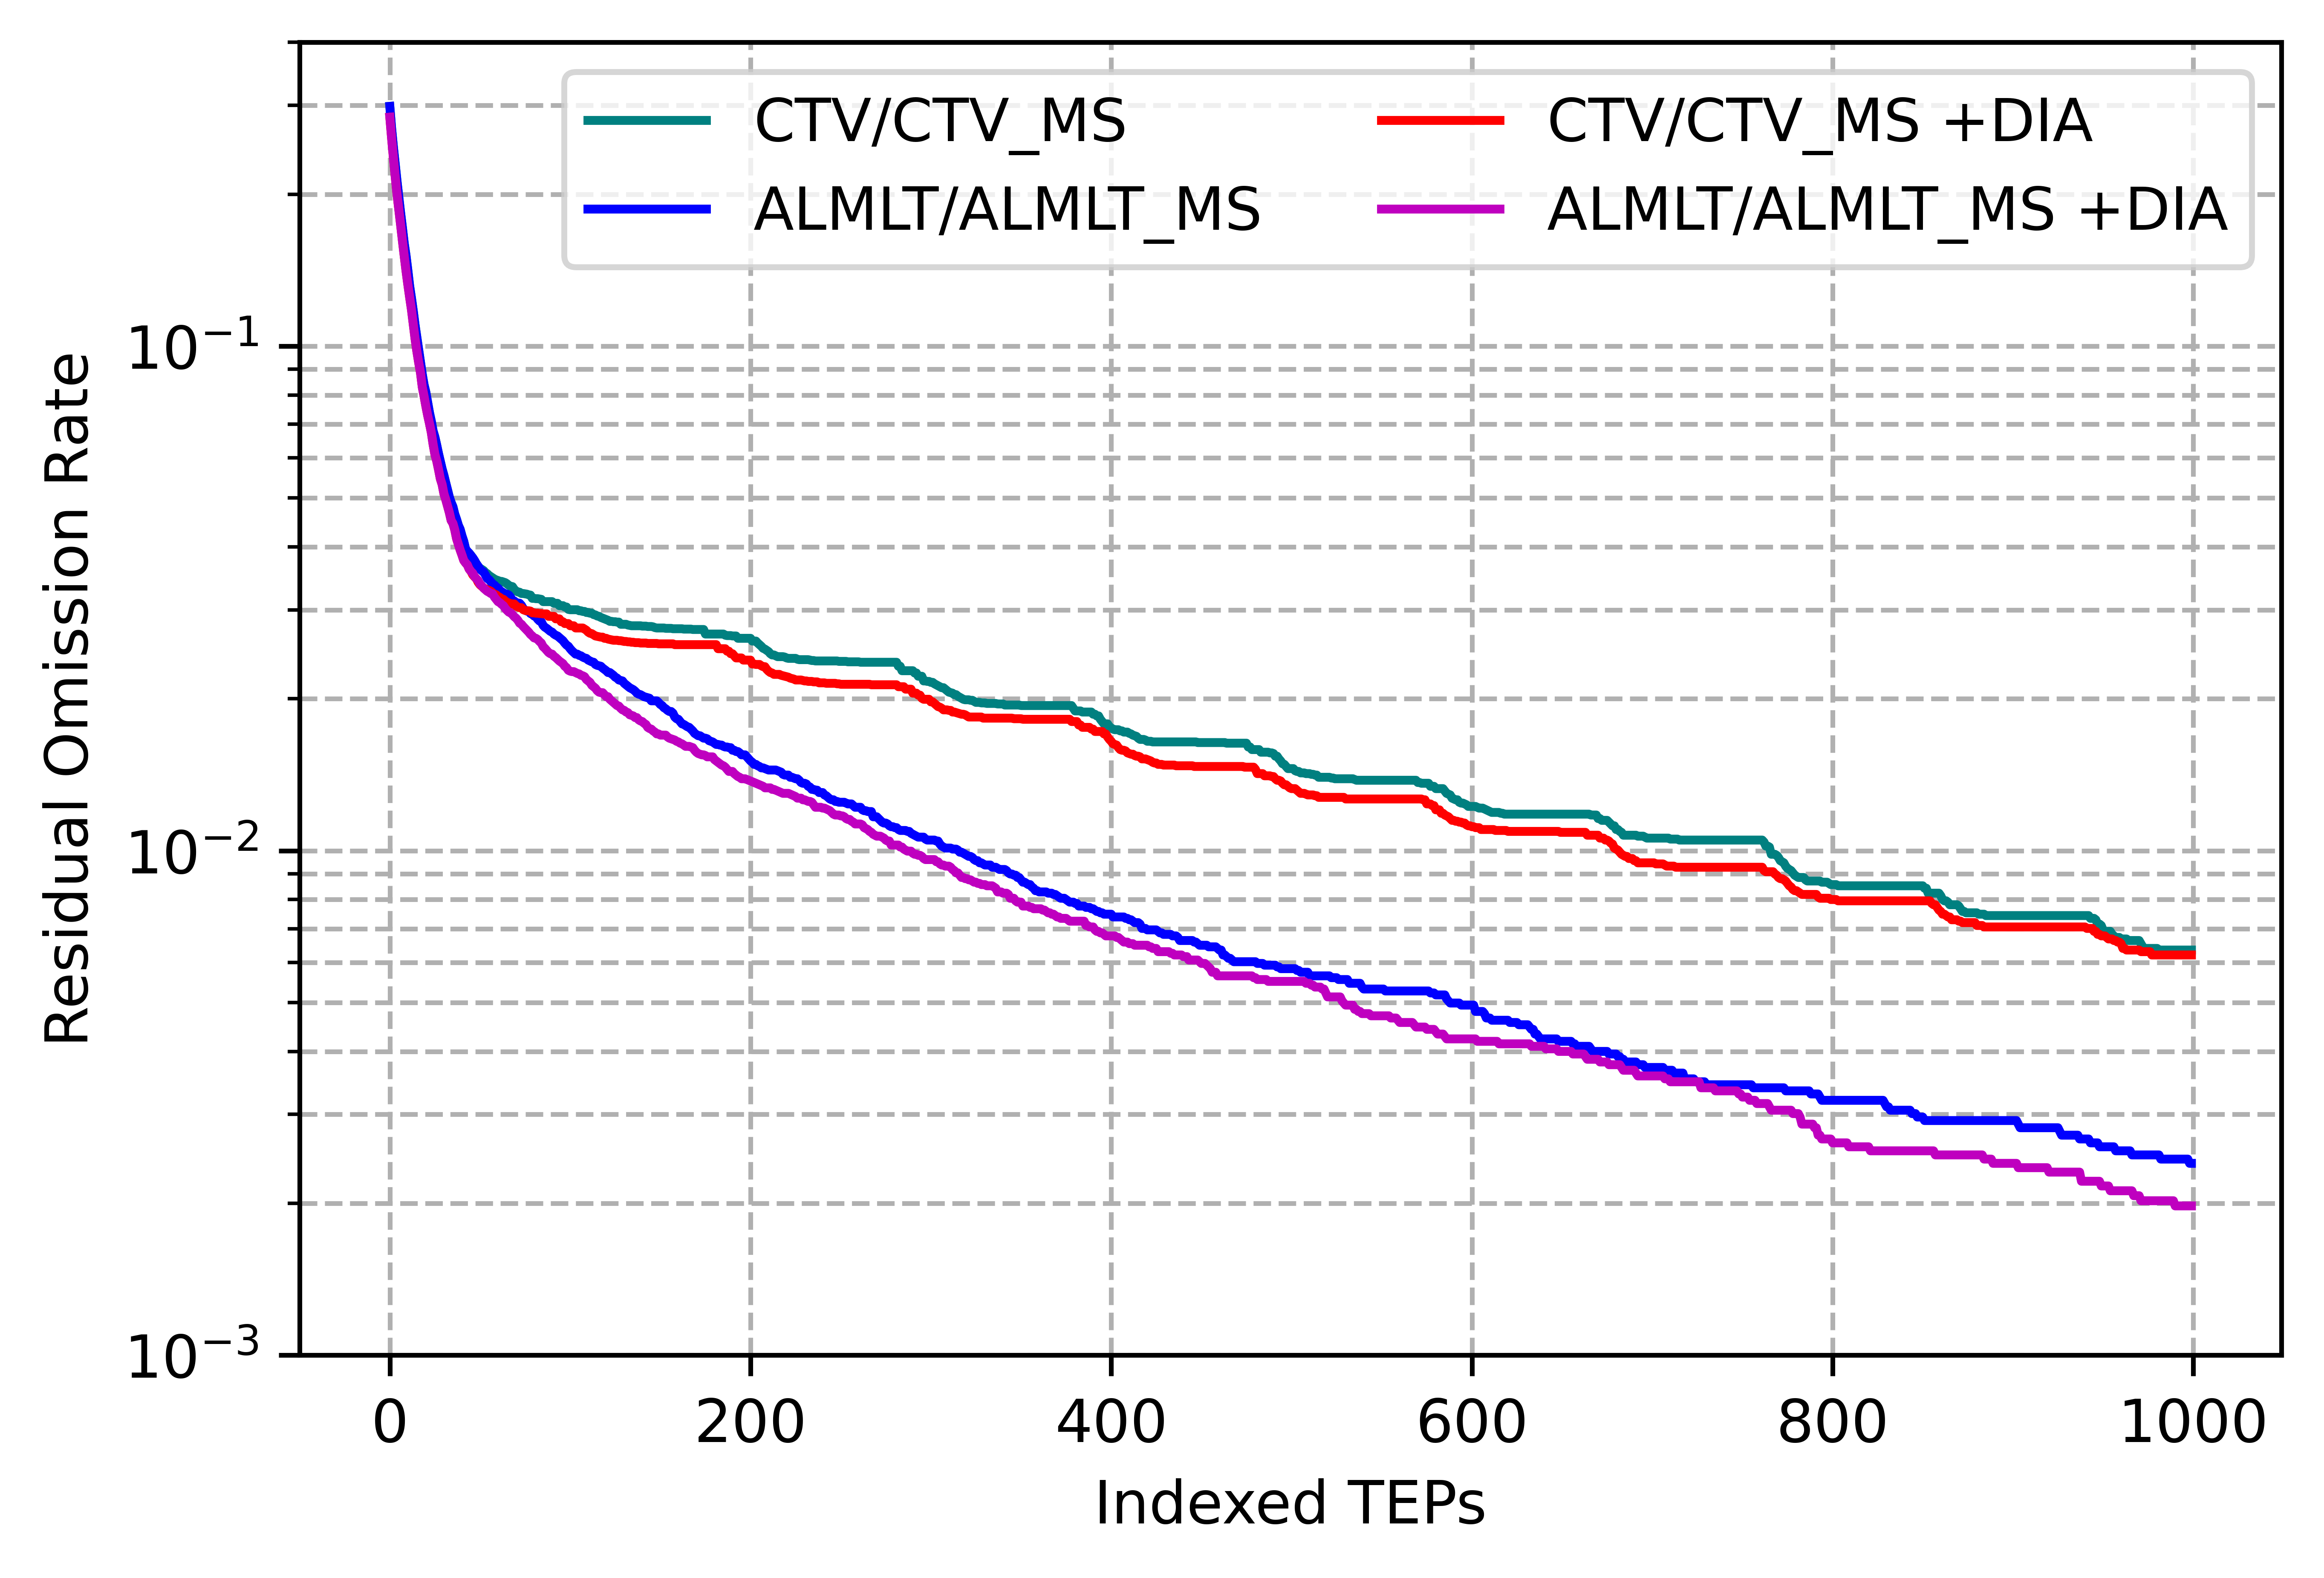 CTV/CTV_MS
ALMLT/ALMLT_MS
CTV/CTV_MS +DIA
ALMLT/ALMLT_MS +DIA
Residual Omission Rate
10⁻¹
10⁻²
10⁻³
0 200 400 600 800 1000
Indexed TEPs